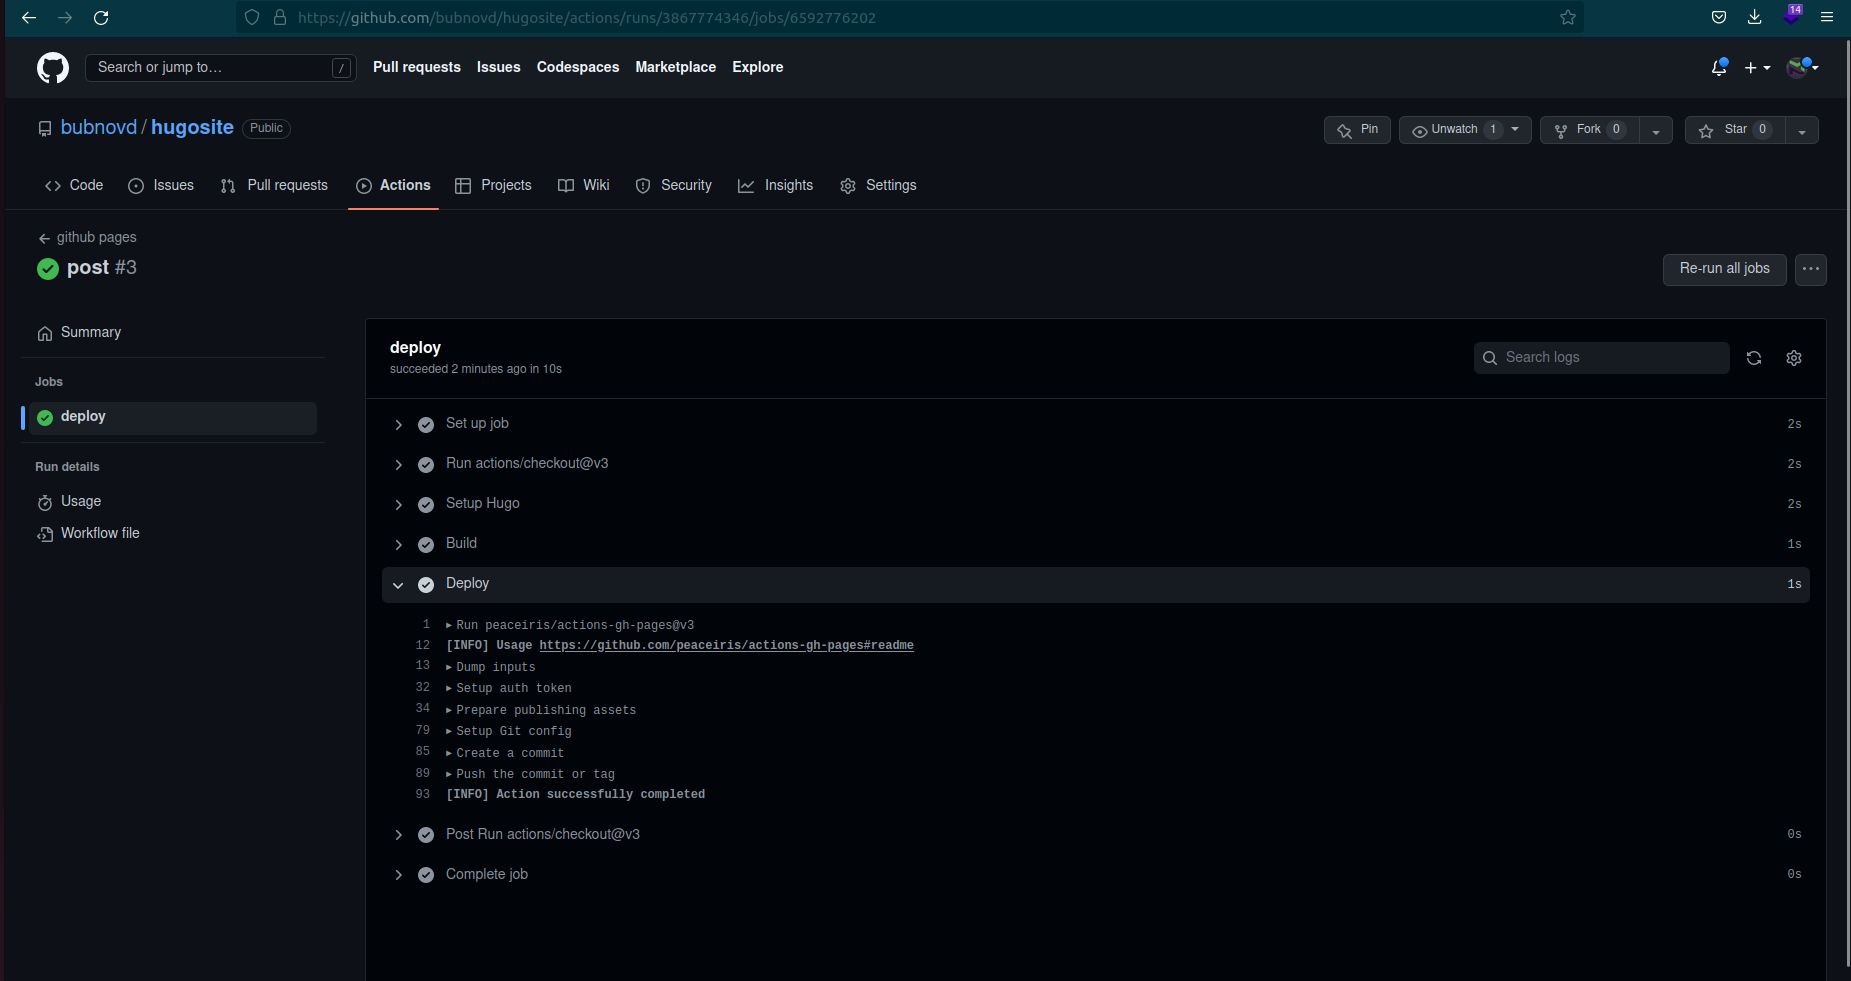 https://github.com/bubnovd/hugosite/actions/runs/3867774346/jobs/6592776202
14
Search or jump to… /
Pull requests Issues Codespaces Marketplace Explore
bubnovd / hugosite Public
Pin Unwatch 1 Fork 0 Star 0
Code Issues Pull requests Actions Projects Wiki Security Insights Settings
github pages
post #3
Re-run all jobs
Summary
Jobs
deploy
Run details
Usage
Workflow file
deploy
succeeded 2 minutes ago in 10s
Search logs
Set up job 2s
Run actions/checkout@v3 2s
Setup Hugo 2s
Build 1s
Deploy 1s
1 Run peaceiris/actions-gh-pages@v3
12 [INFO] Usage https://github.com/peaceiris/actions-gh-pages#readme
13 Dump inputs
32 Setup auth token
34 Prepare publishing assets
79 Setup Git config
85 Create a commit
89 Push the commit or tag
93 [INFO] Action successfully completed
Post Run actions/checkout@v3 0s
Complete job 0s